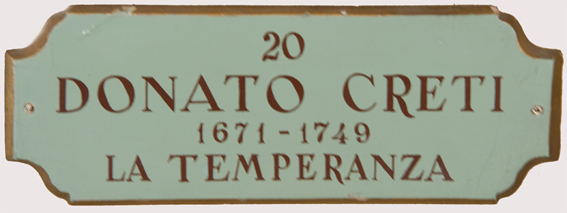 20
DONATO CRETI
1671-1749
LA TEMPERANZA